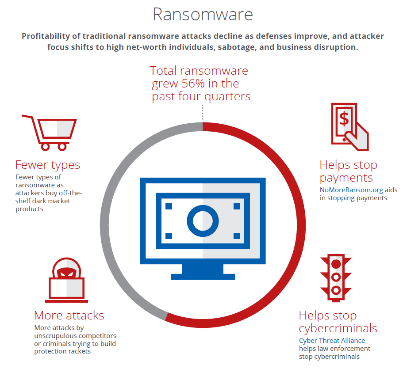 Ransomware
Profitability of traditional ransomware attacks decline as defenses improve, and attacker
focus shifts to high net-worth individuals, sabotage, and business disruption.
Total ransomware
grew 56% in the
past four quarters
Fewer types
Fewer types of
ransomware as
attackers buy off-the-
shelf dark market
products
$
Helps stop
payments
NoMoreRansom.org aids
in stopping payments
More attacks
More attacks by
unscrupulous competitors
or criminals trying to build
protection rackets
Helps stop
cybercriminals
Cyber Threat Alliance
helps law enforcement
stop cybercriminals